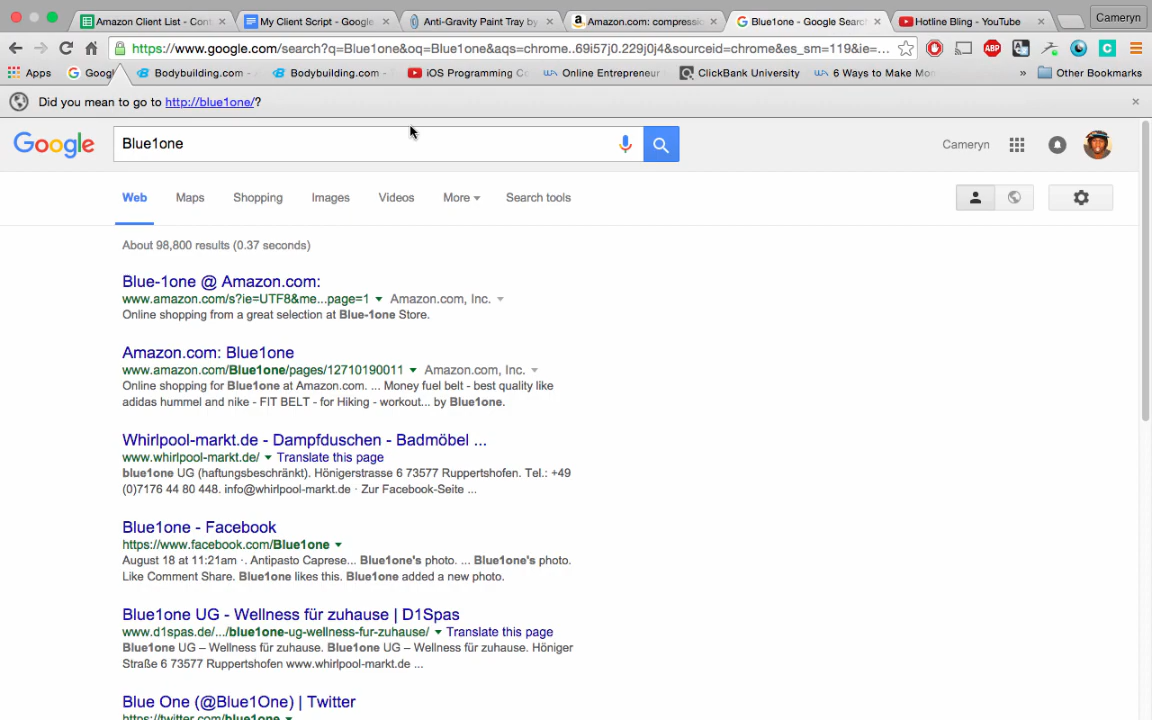 Amazon Client List - Cont
My Client Script - Google
Anti-Gravity Paint Tray by
Amazon.com: compressio
Blue1one - Google Search
Hotline Bling - YouTube
Cameryn
https://www.google.com/search?q=Blue1one&oq=Blue1one&aqs=chrome..69i57j0.229j0j4&sourceid=chrome&es_sm=119&ie=...
ABP
Apps
Googl
Bodybuilding.com -
Bodybuilding.com -
iOS Programming Co
Online Entrepreneur
ClickBank University
6 Ways to Make Mon
»
Other Bookmarks
Did you mean to go to http://blue1one/?
Google
Blue1one
Cameryn
Web Maps Shopping Images Videos More Search tools
About 98,800 results (0.37 seconds)
Blue-1one @ Amazon.com:
www.amazon.com/s?ie=UTF8&me...page=1 Amazon.com, Inc.
Online shopping from a great selection at Blue-1one Store.
Amazon.com: Blue1one
www.amazon.com/Blue1one/pages/12710190011 Amazon.com, Inc.
Online shopping for Blue1one at Amazon.com. ... Money fuel belt - best quality like
adidas hummel and nike - FIT BELT - for Hiking - workout... by Blue1one.
Whirlpool-markt.de - Dampfduschen - Badmöbel ...
www.whirlpool-markt.de/ Translate this page
blue1one UG (haftungsbeschränkt). Hönigerstrasse 6 73577 Ruppertshofen. Tel.: +49
(0)7176 44 80 448. info@whirlpool-markt.de · Zur Facebook-Seite ...
Blue1one - Facebook
https://www.facebook.com/Blue1one
August 18 at 11:21am ·. Antipasto Caprese... Blue1one's photo. ... Blue1one's photo.
Like Comment Share. Blue1one likes this. Blue1one added a new photo.
Blue1one UG - Wellness für zuhause | D1Spas
www.d1spas.de/.../blue1one-ug-wellness-fur-zuhause/ Translate this page
Blue1one UG – Wellness für zuhause. Blue1one UG – Wellness für zuhause. Höniger
Straße 6 73577 Ruppertshofen www.whirlpool-markt.de ...
Blue One (@Blue1One) | Twitter
https://twitter.com/blue1one